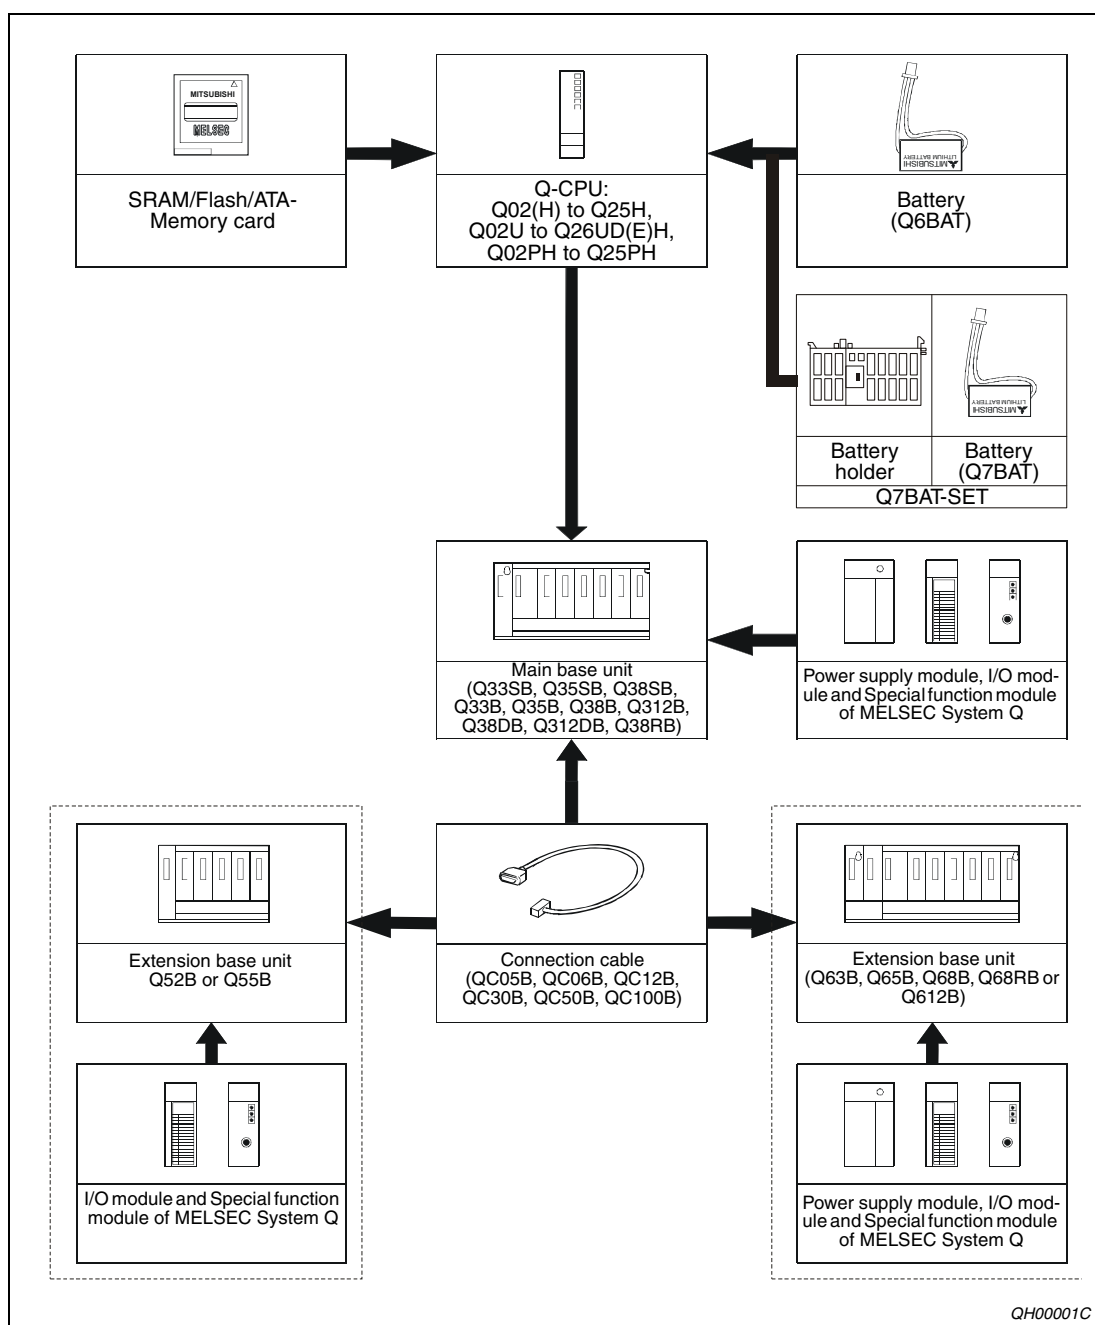 MITSUBISHI
MELSEC
SRAM/Flash/ATA-
Memory card
Q-CPU:
Q02(H) to Q25H,
Q02U to Q26UD(E)H,
Q02PH to Q25PH
MITSUBISHI
LITHIUM BATTERY
Battery
(Q6BAT)
Battery
holder
MITSUBISHI
LITHIUM BATTERY
Battery
(Q7BAT)
Q7BAT-SET
Main base unit
(Q33SB, Q35SB, Q38SB,
Q33B, Q35B, Q38B, Q312B,
Q38DB, Q312DB, Q38RB)
Power supply module, I/O mod-
ule and Special function module
of MELSEC System Q
Extension base unit
Q52B or Q55B
Connection cable
(QC05B, QC06B, QC12B,
QC30B, QC50B, QC100B)
Extension base unit
(Q63B, Q65B, Q68B, Q68RB or
Q612B)
I/O module and Special function
module of MELSEC System Q
Power supply module, I/O mod-
ule and Special function module
of MELSEC System Q
QH00001C